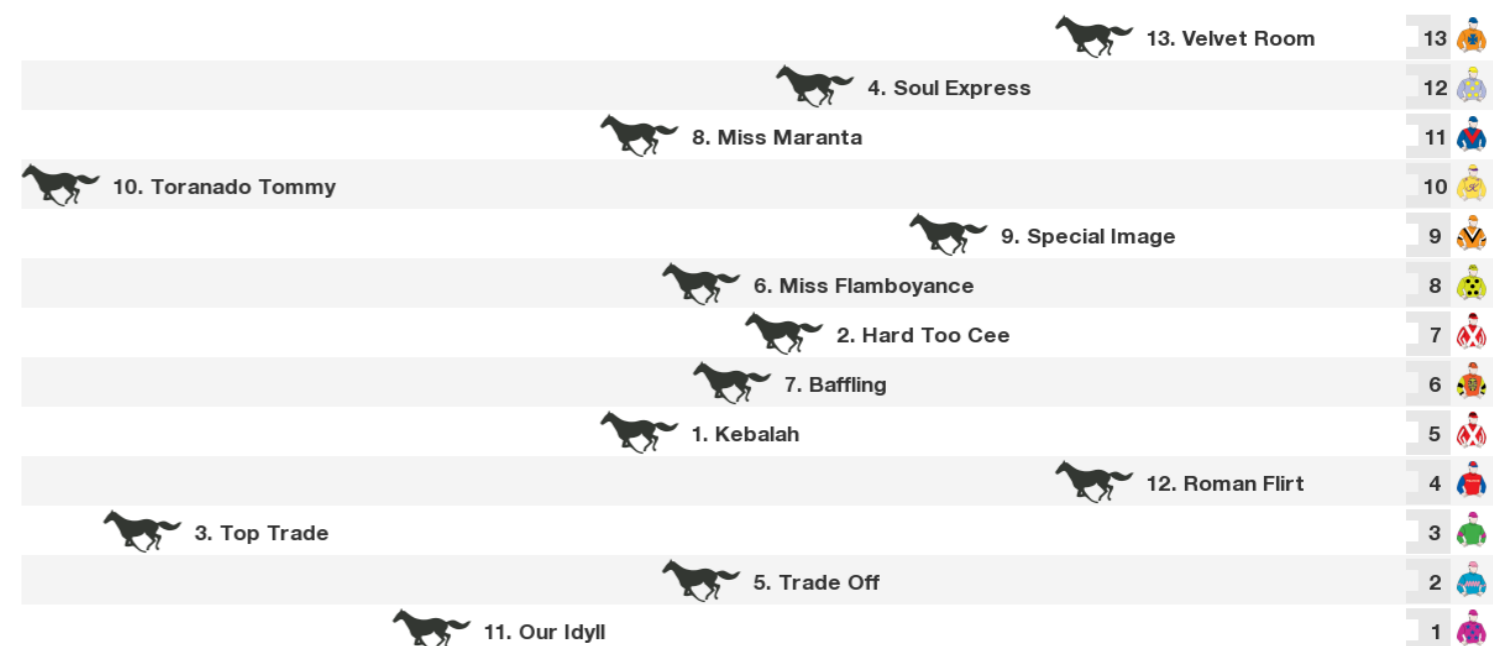 13. Velvet Room 13
4. Soul Express 12
8. Miss Maranta 11
10. Toranado Tommy 10
9. Special Image 9
6. Miss Flamboyance 8
2. Hard Too Cee 7
7. Baffling 6
1. Kebalah 5
12. Roman Flirt 4
3. Top Trade 3
5. Trade Off 2
11. Our Idyll 1